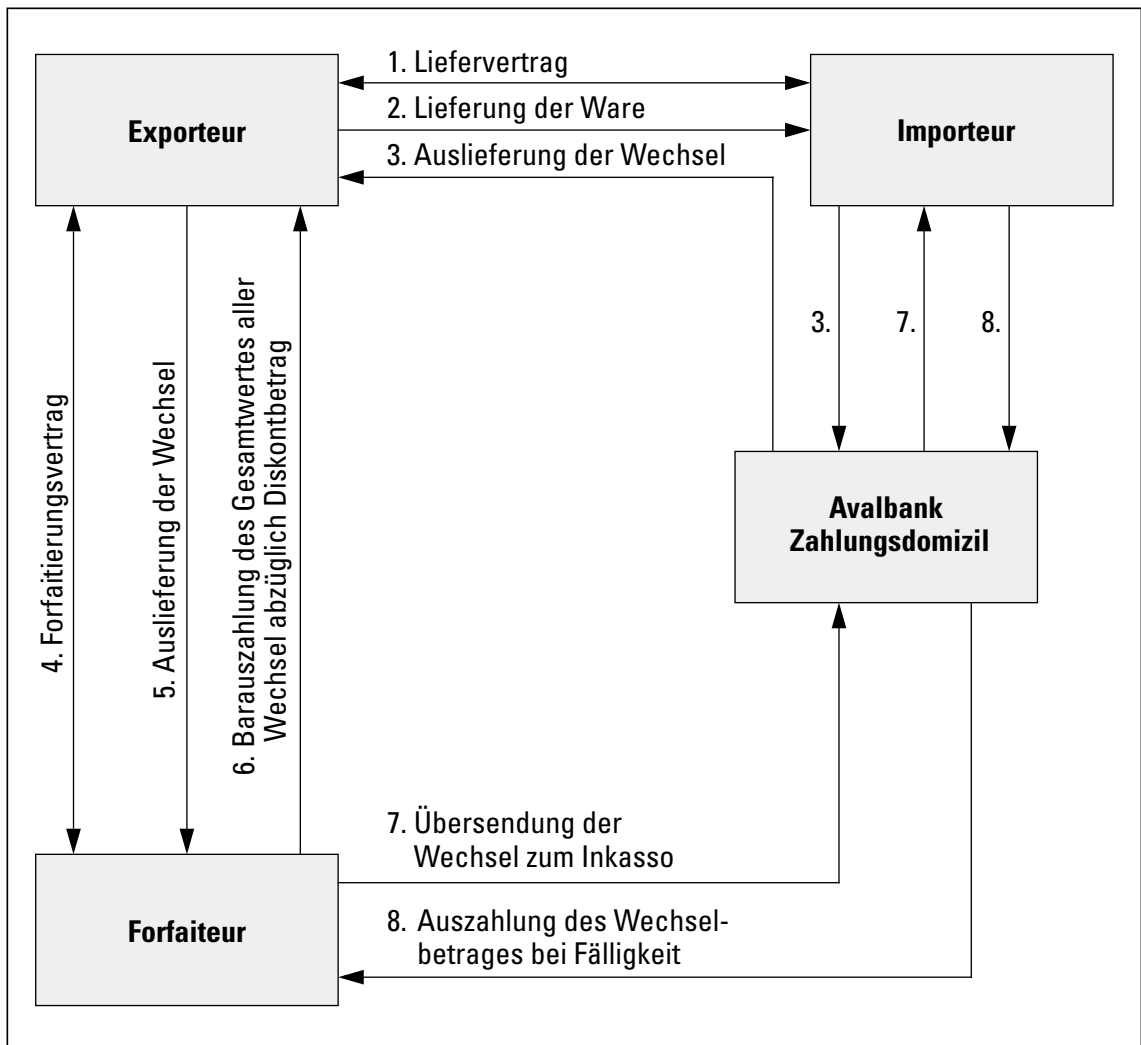 1. Liefervertrag
Exporteur
2. Lieferung der Ware
Importeur
3. Auslieferung der Wechsel
4. Forfaitierungsvertrag
5. Auslieferung der Wechsel
6. Barauszahlung des Gesamtwertes aller
Wechsel abzüglich Diskontbetrag
3.
7.
8.
Avalbank
Zahlungsdomizil
7. Übersendung der
Wechsel zum Inkasso
Forfaiteur
8. Auszahlung des Wechsel-
betrages bei Fälligkeit